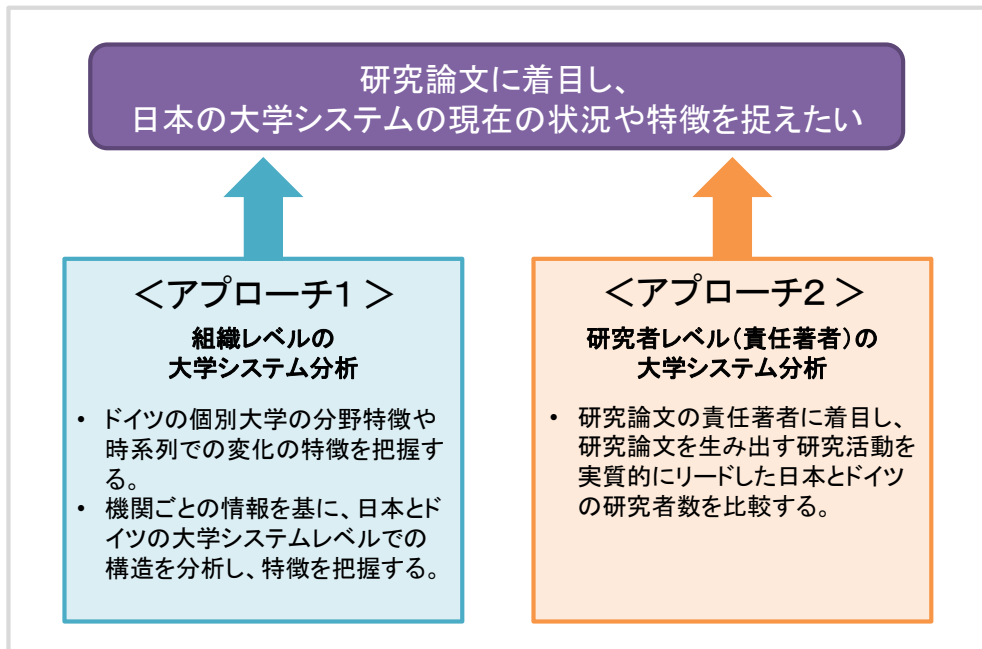 研究論文に着目し、
日本の大学システムの現在の状況や特徴を捉えたい
＜アプローチ1 ＞
組織レベルの
大学システム分析
• ドイツの個別大学の分野特徴や
時系列での変化の特徴を把握す
る。
• 機関ごとの情報を基に、日本とド
イツの大学システムレベルでの
構造を分析し、特徴を把握する。
＜アプローチ2 ＞
研究者レベル（責任著者）の
大学システム分析
• 研究論文の責任著者に着目し、
研究論文を生み出す研究活動を
実質的にリードした日本とドイツ
の研究者数を比較する。